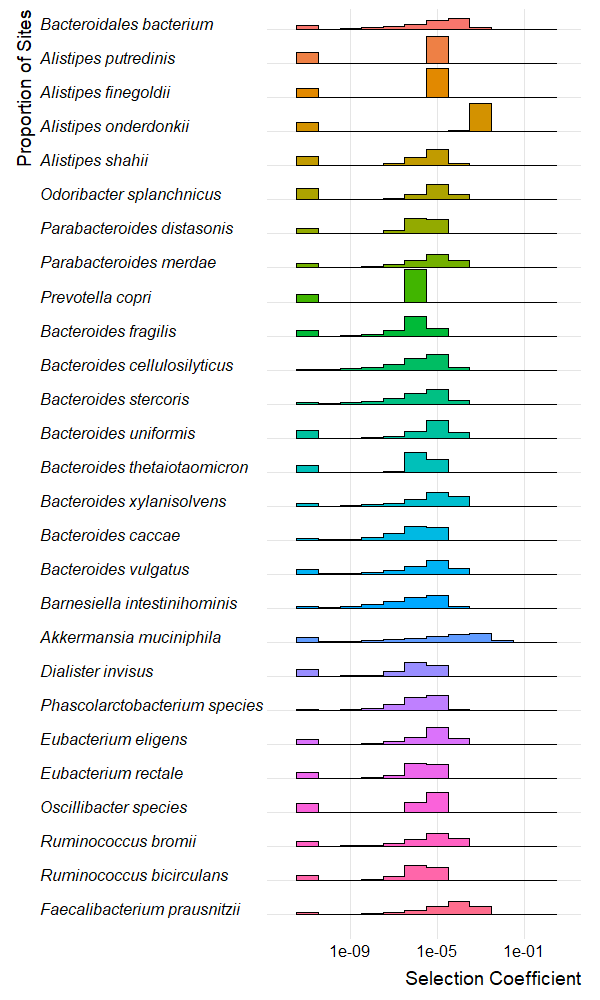 Proportion of Sites
Bacteroidales bacterium
Alistipes putredinis
Alistipes finegoldii
Alistipes onderdonkii
Alistipes shahii
Odoribacter splanchnicus
Parabacteroides distasonis
Parabacteroides merdae
Prevotella copri
Bacteroides fragilis
Bacteroides cellulosilyticus
Bacteroides stercoris
Bacteroides uniformis
Bacteroides thetaiotaomicron
Bacteroides xylanisolvens
Bacteroides caccae
Bacteroides vulgatus
Barnesiella intestinihominis
Akkermansia muciniphila
Dialister invisus
Phascolarctobacterium species
Eubacterium eligens
Eubacterium rectale
Oscillibacter species
Ruminococcus bromii
Ruminococcus bicirculans
Faecalibacterium prausnitzii
1e-09 1e-05 1e-01
Selection Coefficient